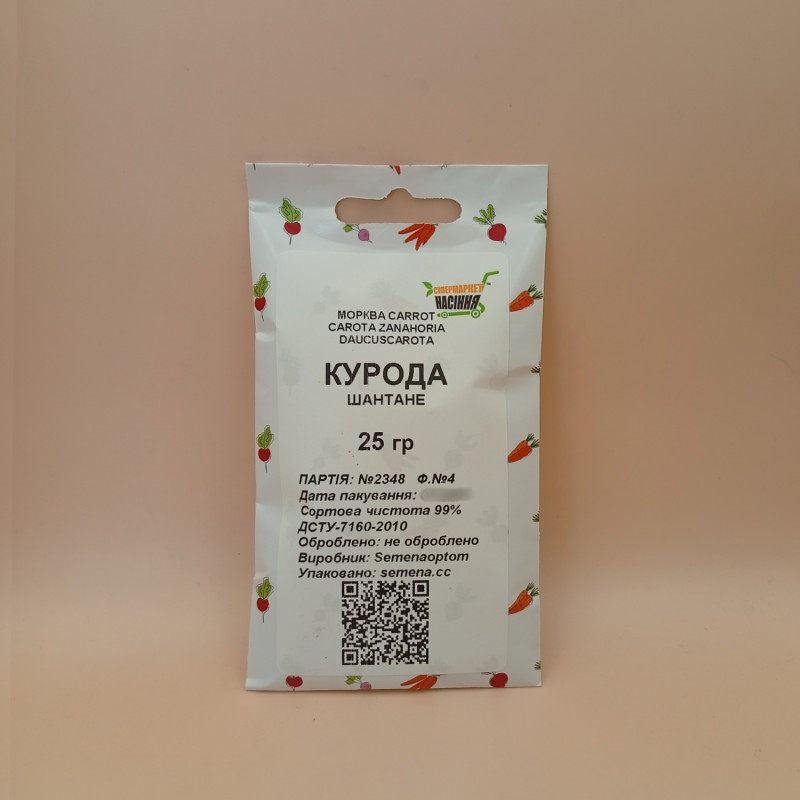 СУПЕРМАРКЕТ
НАСІННЯ
МОРКВА CARROT
CAROTA ZANAHORIA
DAUCUSCAROTA
КУРОДА
ШАНТАНЕ
25 гр
ПАРТІЯ: №2348 Ф.№4
Дата пакування:
Сортова чистота 99%
ДСТУ-7160-2010
Оброблено: не оброблено
Виробник: Semenaoptom
Упаковано: semena.cc